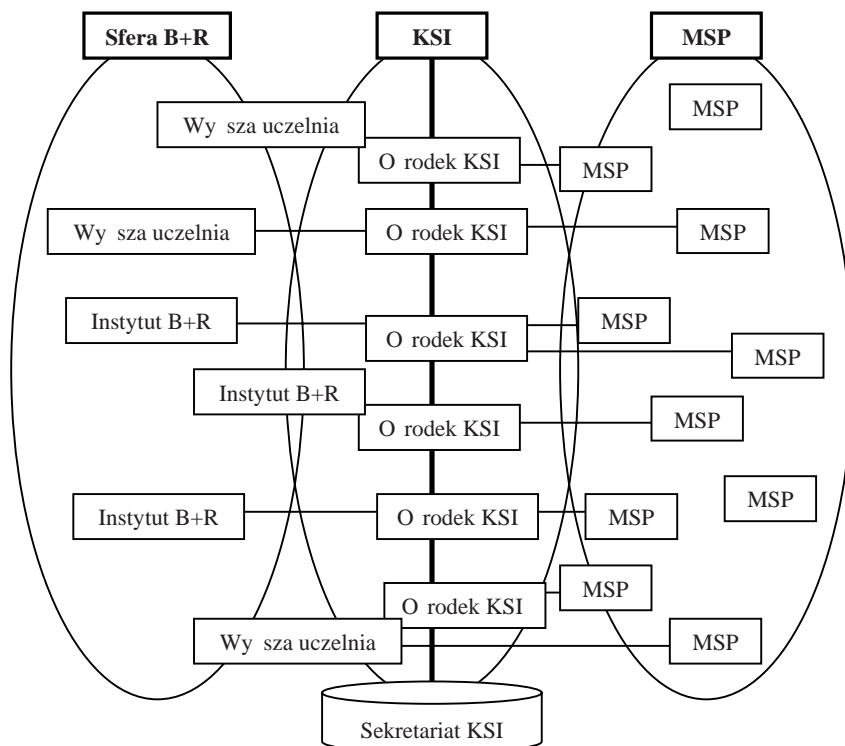 Sfera B+R KSI MSP
MSP
Wy sza uczelnia
O rodek KSI MSP
Wy sza uczelnia O rodek KSI MSP
Instytut B+R O rodek KSI MSP
MSP
Instytut B+R
O rodek KSI MSP
MSP
Instytut B+R O rodek KSI MSP
MSP
O rodek KSI
Wy sza uczelnia MSP
Sekretariat KSI